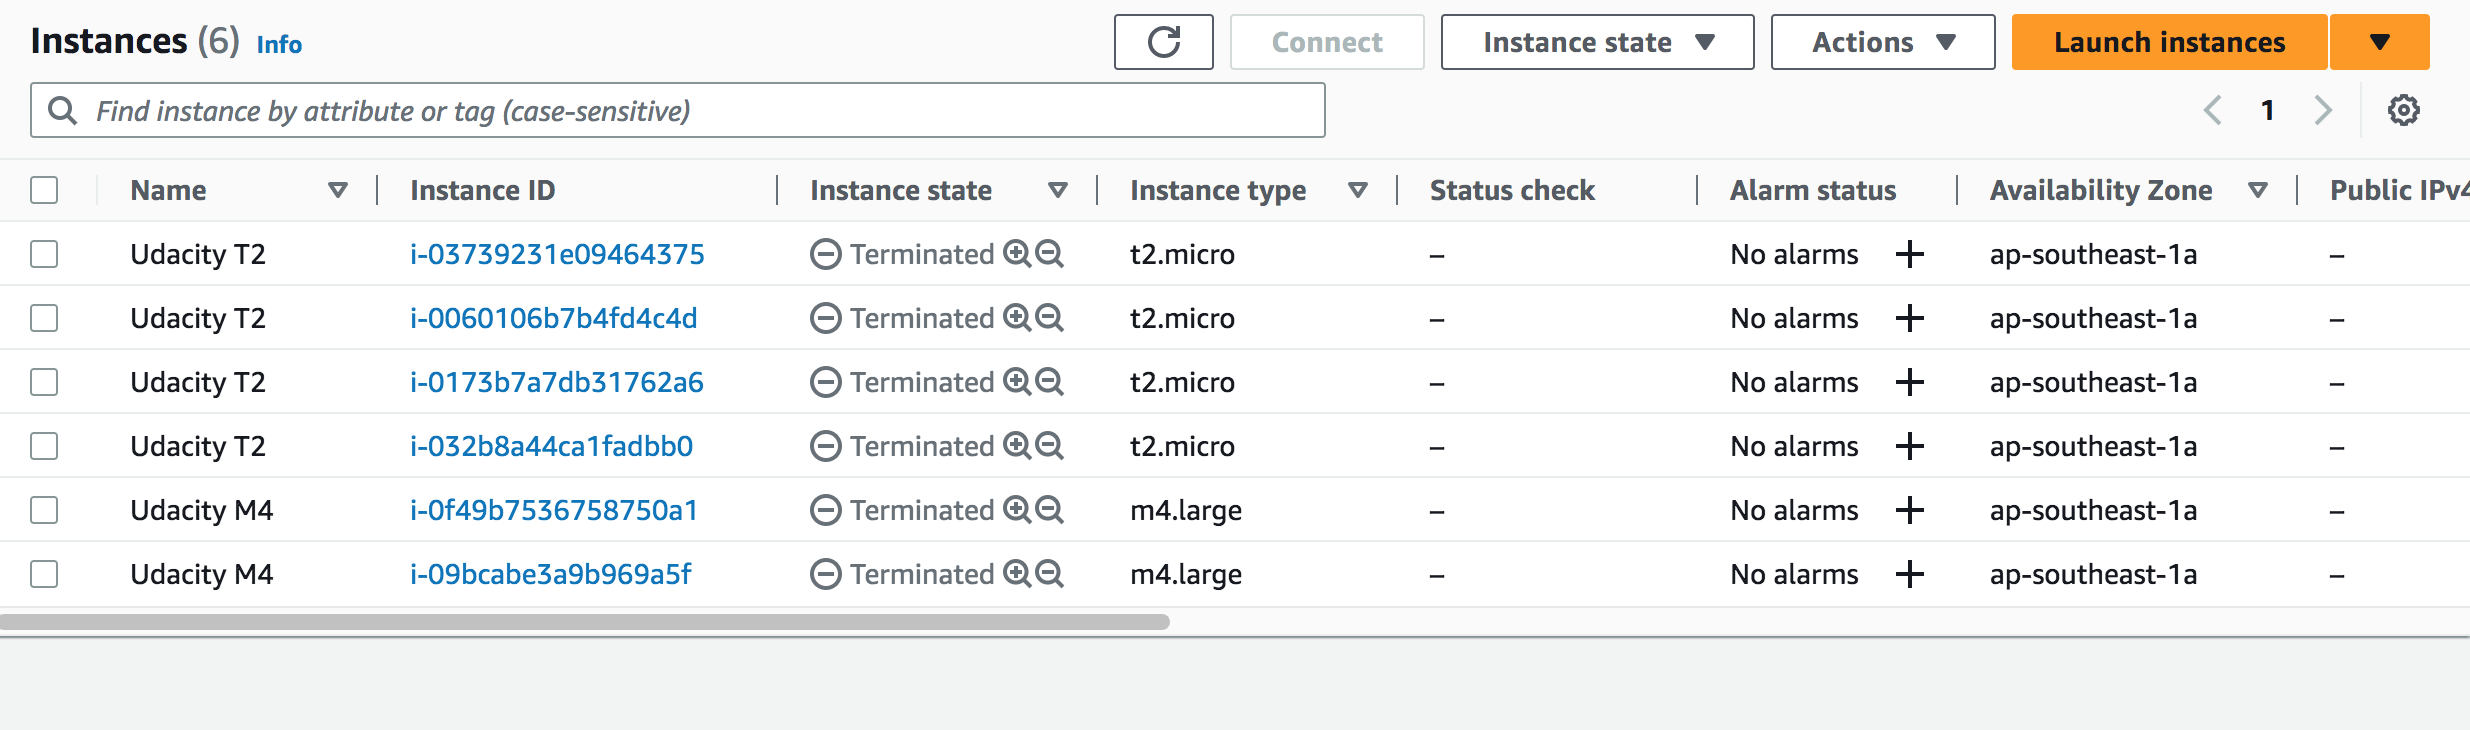 Instances (6) Info Connect Instance state Actions Launch instances
Find instance by attribute or tag (case-sensitive) 1
Name Instance ID Instance state Instance type Status check Alarm status Availability Zone Public IPv4
Udacity T2 i-03739231e09464375 Terminated t2.micro – No alarms + ap-southeast-1a –
Udacity T2 i-0060106b7b4fd4c4d Terminated t2.micro – No alarms + ap-southeast-1a –
Udacity T2 i-0173b7a7db31762a6 Terminated t2.micro – No alarms + ap-southeast-1a –
Udacity T2 i-032b8a44ca1fadbb0 Terminated t2.micro – No alarms + ap-southeast-1a –
Udacity M4 i-0f49b7536758750a1 Terminated m4.large – No alarms + ap-southeast-1a –
Udacity M4 i-09bcabe3a9b969a5f Terminated m4.large – No alarms + ap-southeast-1a –